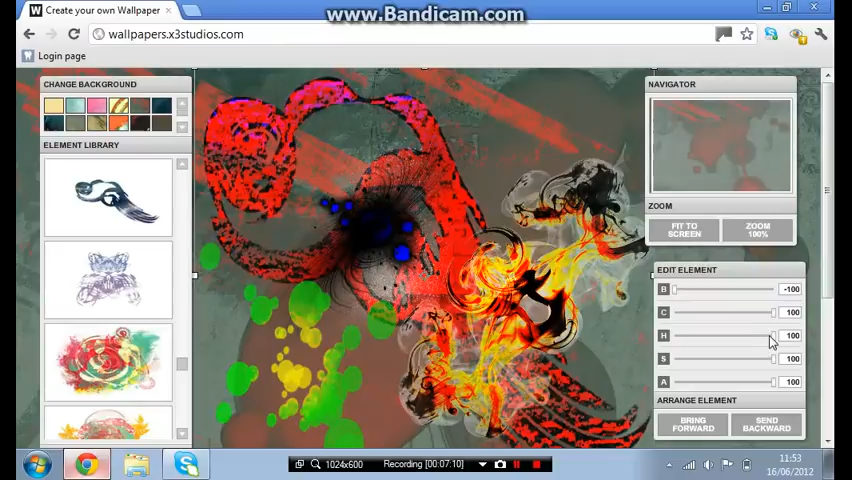 Create your own Wallpaper
www.Bandicam.com
wallpapers.x3studios.com
Login page
CHANGE BACKGROUND
ELEMENT LIBRARY
NAVIGATOR
ZOOM
FIT TO
SCREEN
ZOOM
100%
EDIT ELEMENT
B -100
C 100
H 100
S 100
A 100
ARRANGE ELEMENT
BRING
FORWARD
SEND
BACKWARD
1024x600 Recording [00:07:10]
11:53
16/06/2012